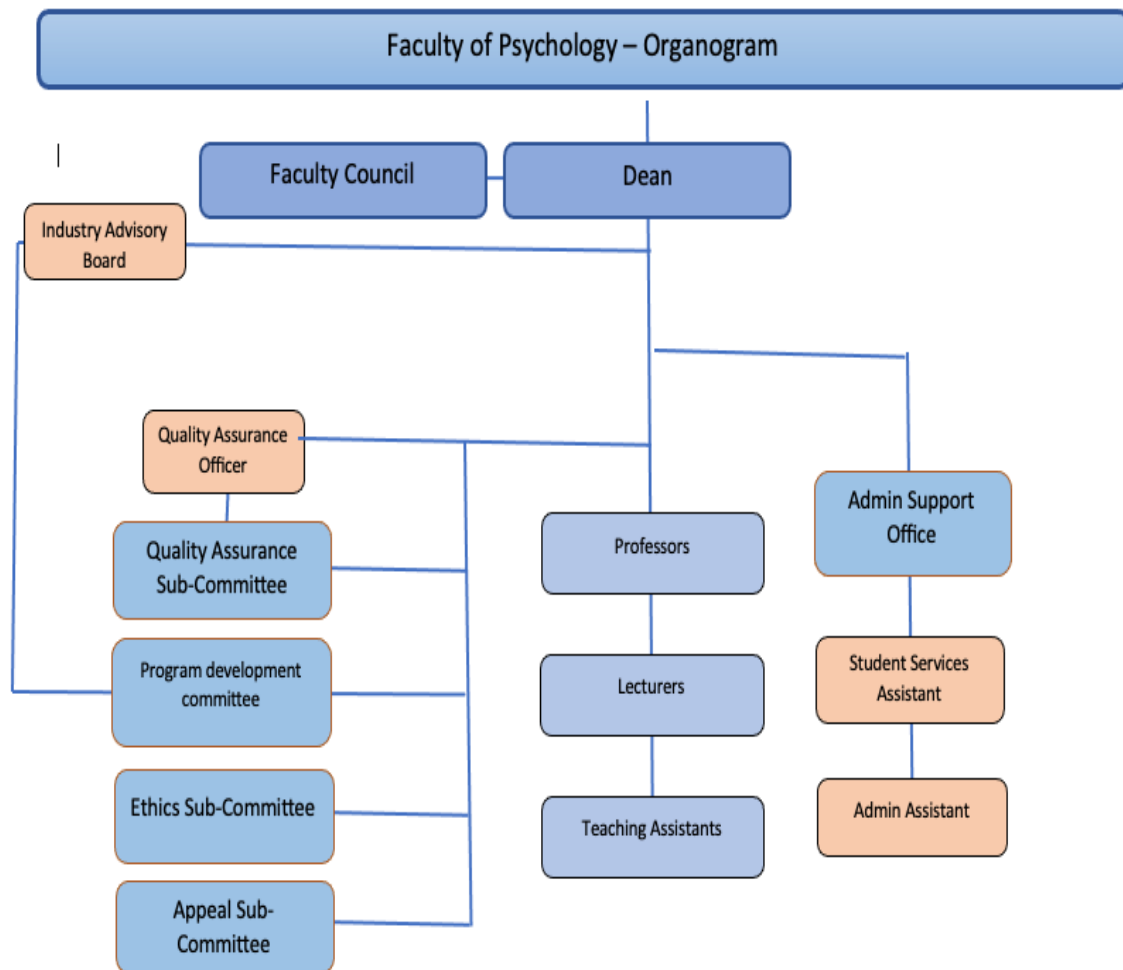 Faculty of Psychology – Organogram
Faculty Council
Dean
Industry Advisory
Board
Quality Assurance
Officer
Quality Assurance
Sub-Committee
Program development
committee
Ethics Sub-Committee
Appeal Sub-
Committee
Professors
Lecturers
Teaching Assistants
Admin Support
Office
Student Services
Assistant
Admin Assistant